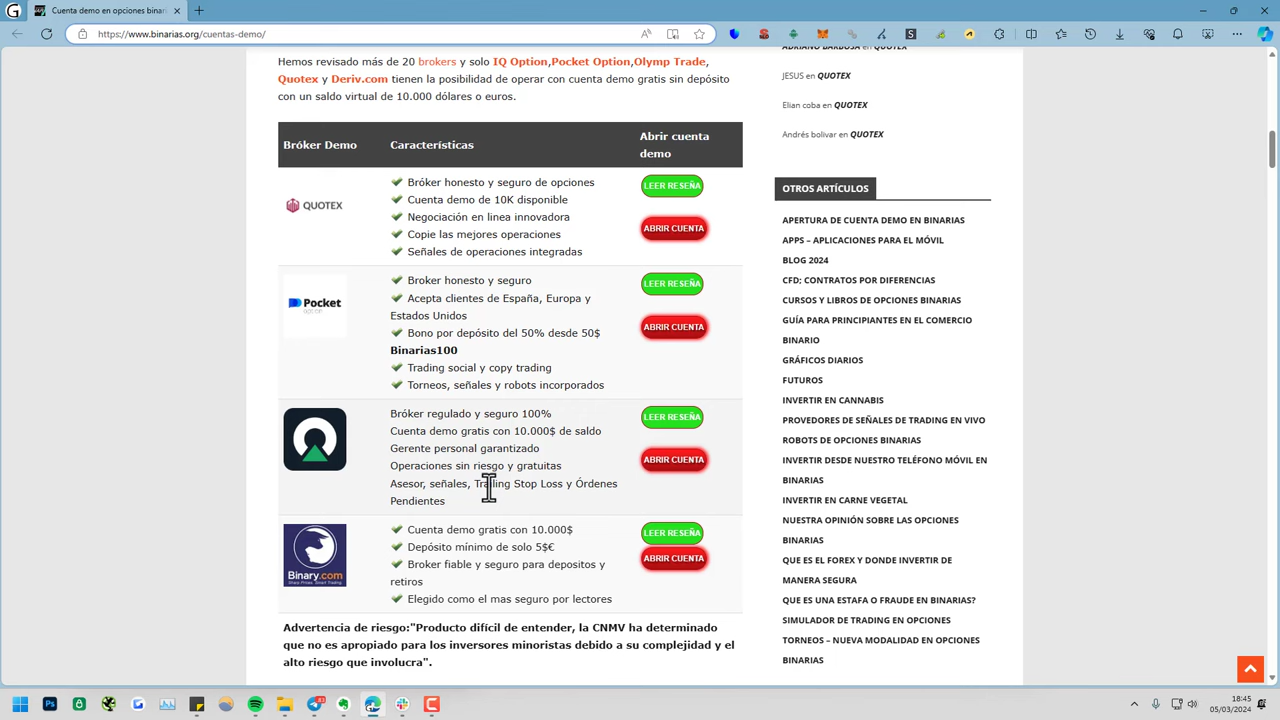 Cuenta demo en opciones binar
https://www.binarias.org/cuentas-demo/
Hemos revisado más de 20 brokers y solo IQ Option,Pocket Option,Olymp Trade,
Quotex y Deriv.com tienen la posibilidad de operar con cuenta demo gratis sin depósito
con un saldo virtual de 10.000 dólares o euros.
Bróker Demo
Características
Abrir cuenta
demo
QUOTEX
Bróker honesto y seguro de opciones
Cuenta demo de 10K disponible
Negociación en linea innovadora
Copie las mejores operaciones
Señales de operaciones integradas
LEER RESEÑA
ABRIR CUENTA
Pocket
option
Broker honesto y seguro
Acepta clientes de España, Europa y
Estados Unidos
Bono por depósito del 50% desde 50$
Binarias100
Trading social y copy trading
Torneos, señales y robots incorporados
LEER RESEÑA
ABRIR CUENTA
Bróker regulado y seguro 100%
Cuenta demo gratis con 10.000$ de saldo
Gerente personal garantizado
Operaciones sin riesgo y gratuitas
Asesor, señales, Trailing Stop Loss y Órdenes
Pendientes
LEER RESEÑA
ABRIR CUENTA
Binary.com
Cuenta demo gratis con 10.000$
Depósito mínimo de solo 5$€
Broker fiable y seguro para depositos y
retiros
Elegido como el mas seguro por lectores
LEER RESEÑA
ABRIR CUENTA
Advertencia de riesgo:"Producto difícil de entender, la CNMV ha determinado
que no es apropiado para los inversores minoristas debido a su complejidad y el
alto riesgo que involucra".
ADRIANO BARBOSA en QUOTEX
JESUS en QUOTEX
Elian coba en QUOTEX
Andrés bolivar en QUOTEX
OTROS ARTÍCULOS
APERTURA DE CUENTA DEMO EN BINARIAS
APPS – APLICACIONES PARA EL MÓVIL
BLOG 2024
CFD; CONTRATOS POR DIFERENCIAS
CURSOS Y LIBROS DE OPCIONES BINARIAS
GUÍA PARA PRINCIPIANTES EN EL COMERCIO
BINARIO
GRÁFICOS DIARIOS
FUTUROS
INVERTIR EN CANNABIS
PROVEDORES DE SEÑALES DE TRADING EN VIVO
ROBOTS DE OPCIONES BINARIAS
INVERTIR DESDE NUESTRO TELÉFONO MÓVIL EN
BINARIAS
INVERTIR EN CARNE VEGETAL
NUESTRA OPINIÓN SOBRE LAS OPCIONES
BINARIAS
QUE ES EL FOREX Y DONDE INVERTIR DE
MANERA SEGURA
QUE ES UNA ESTAFA O FRAUDE EN BINARIAS?
SIMULADOR DE TRADING EN OPCIONES
TORNEOS – NUEVA MODALIDAD EN OPCIONES
BINARIAS
18:45
05/03/2024